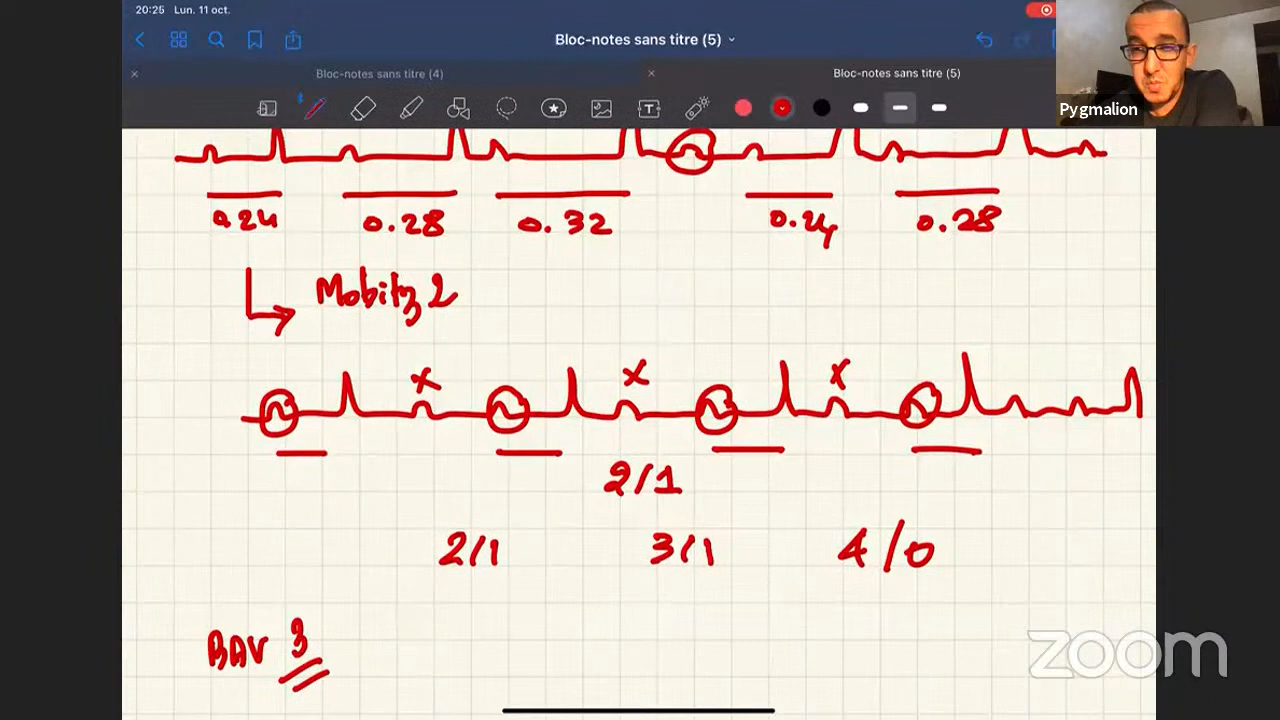 20:25 Lun. 11 oct.
Bloc-notes sans titre (5)
Bloc-notes sans titre (4)
Bloc-notes sans titre (5)
Pygmalion
0.24 0.28 0.32 0.24 0.28
Mobitz 2
x x x
2/1
2/1 3/1 4/0
BAV 3
zoom